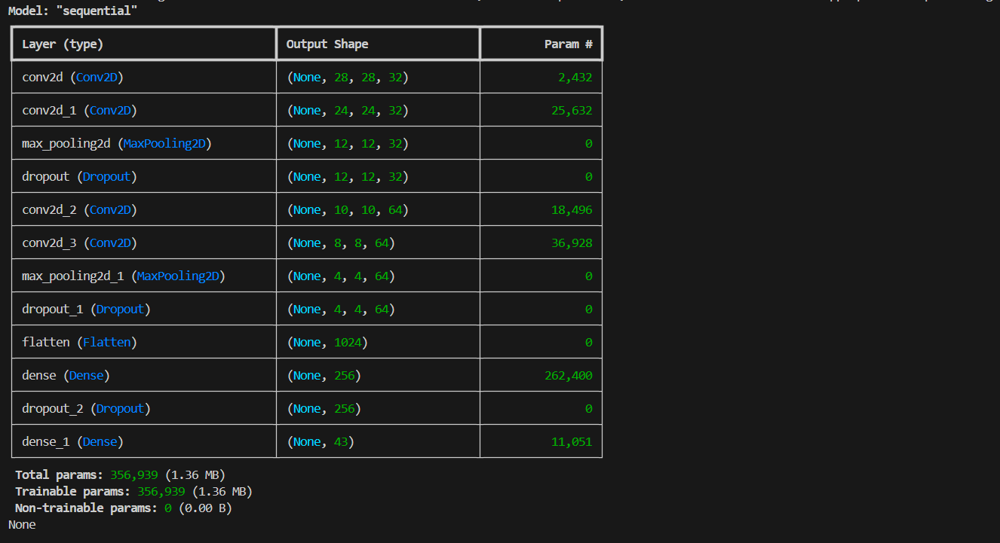 Model: "sequential"
Layer (type) Output Shape Param #
conv2d (Conv2D) (None, 28, 28, 32) 2,432
conv2d_1 (Conv2D) (None, 24, 24, 32) 25,632
max_pooling2d (MaxPooling2D) (None, 12, 12, 32) 0
dropout (Dropout) (None, 12, 12, 32) 0
conv2d_2 (Conv2D) (None, 10, 10, 64) 18,496
conv2d_3 (Conv2D) (None, 8, 8, 64) 36,928
max_pooling2d_1 (MaxPooling2D) (None, 4, 4, 64) 0
dropout_1 (Dropout) (None, 4, 4, 64) 0
flatten (Flatten) (None, 1024) 0
dense (Dense) (None, 256) 262,400
dropout_2 (Dropout) (None, 256) 0
dense_1 (Dense) (None, 43) 11,051
Total params: 356,939 (1.36 MB)
Trainable params: 356,939 (1.36 MB)
Non-trainable params: 0 (0.00 B)
None